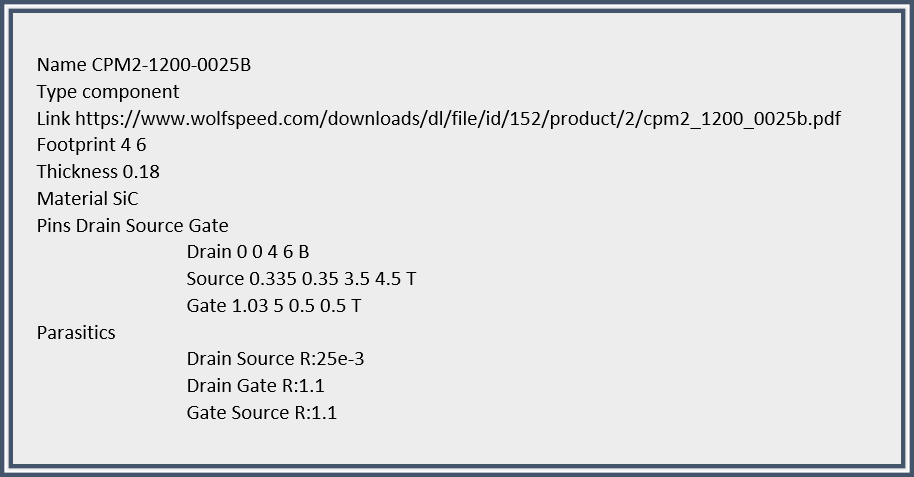 Name CPM2-1200-0025B
Type component
Link https://www.wolfspeed.com/downloads/dl/file/id/152/product/2/cpm2_1200_0025b.pdf
Footprint 4 6
Thickness 0.18
Material SiC
Pins Drain Source Gate
Drain 0 0 4 6 B
Source 0.335 0.35 3.5 4.5 T
Gate 1.03 5 0.5 0.5 T
Parasitics
Drain Source R:25e-3
Drain Gate R:1.1
Gate Source R:1.1